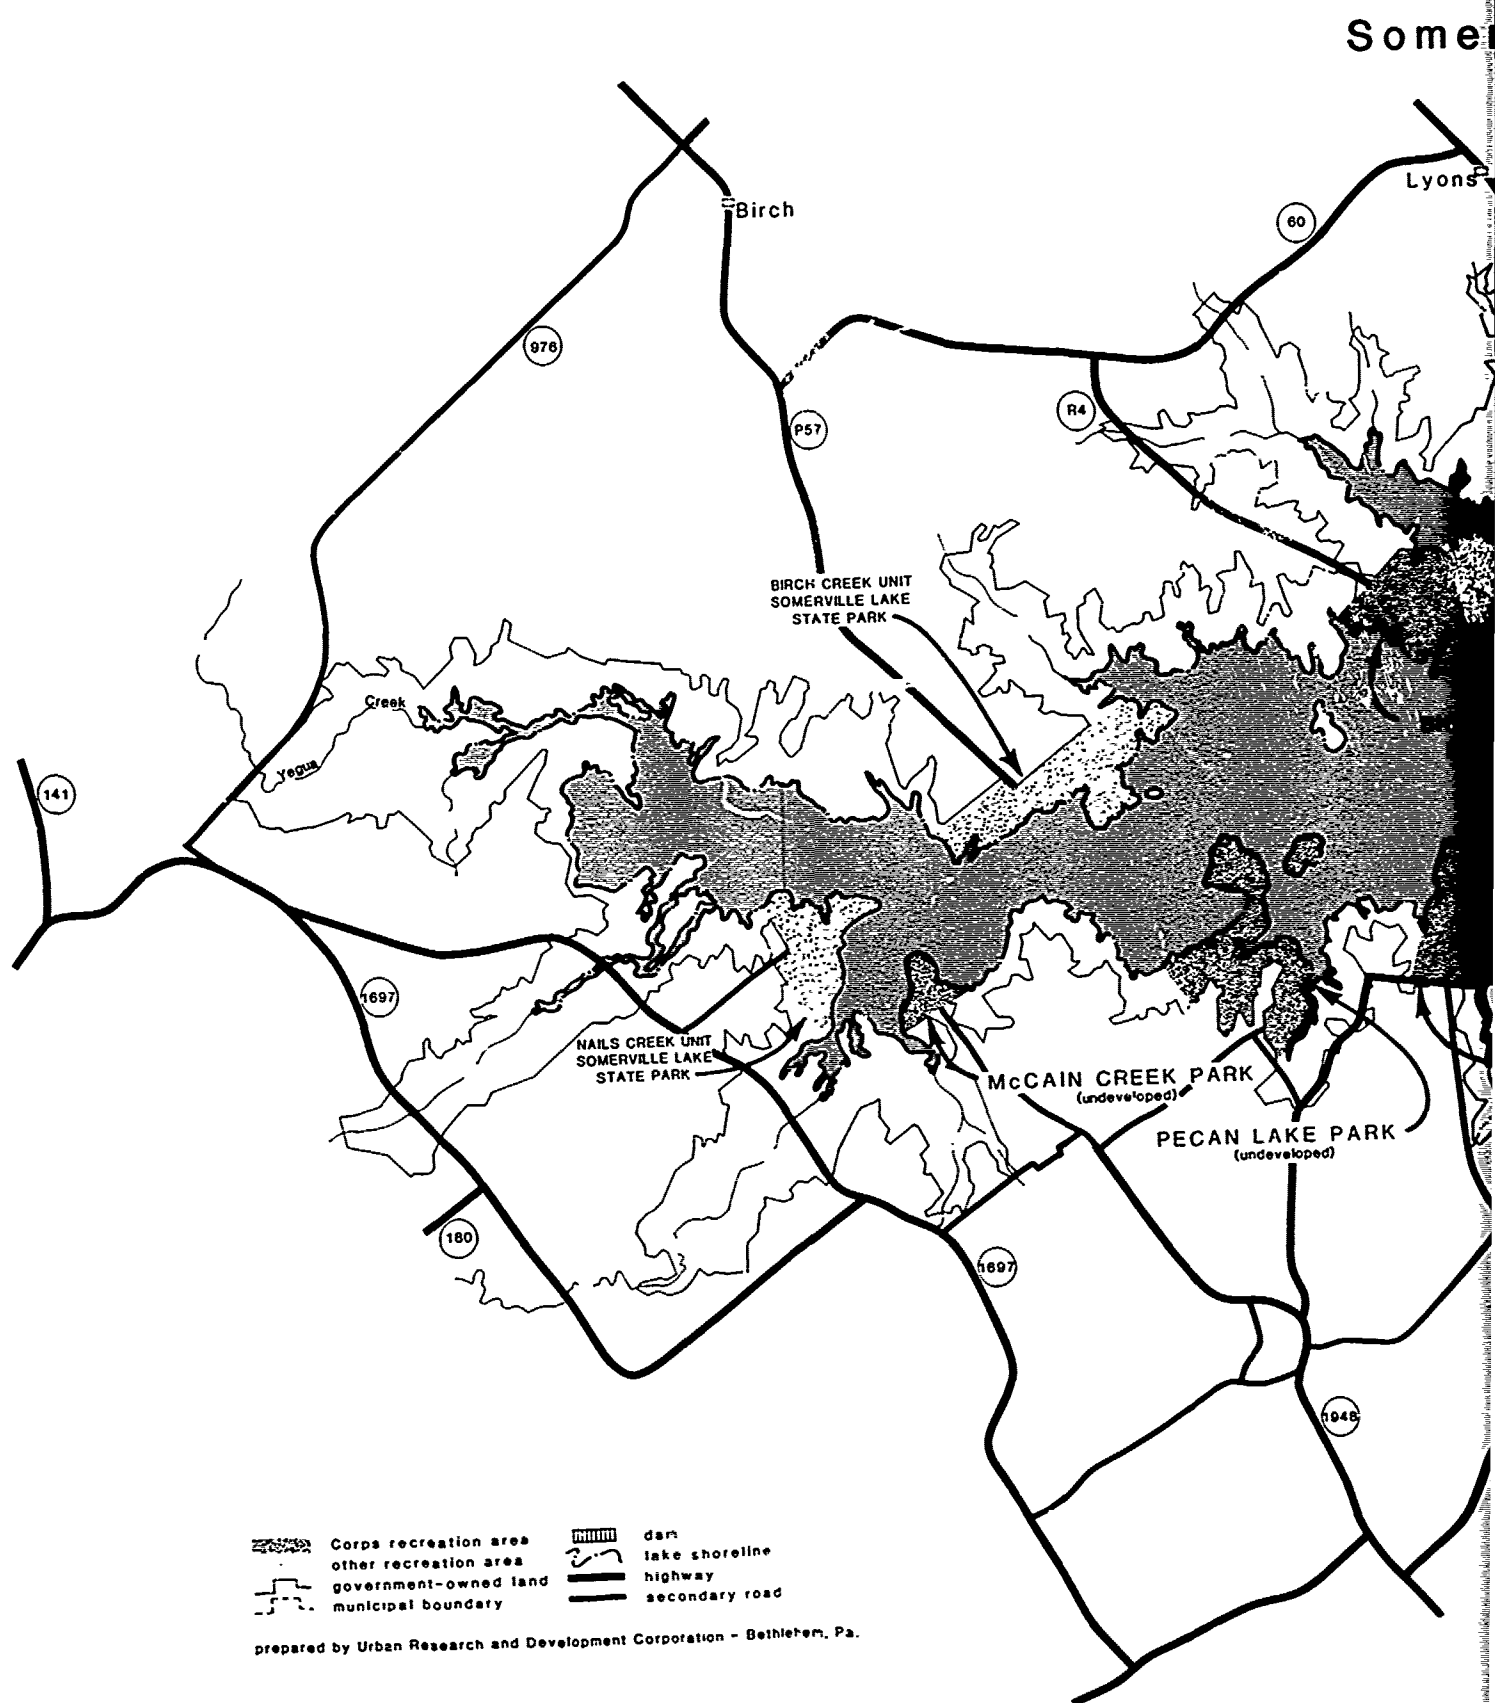 Some
Lyons
Birch
60
976
R4
P57
BIRCH CREEK UNIT
SOMERVILLE LAKE
STATE PARK
Creek
Yegua
141
1697
NAILS CREEK UNIT
SOMERVILLE LAKE
STATE PARK
McCAIN CREEK PARK
(undeveloped)
PECAN LAKE PARK
(undeveloped)
180
1697
1948
Corps recreation area
other recreation area
government-owned land
municipal boundary
dam
lake shoreline
highway
secondary road
prepared by Urban Research and Development Corporation - Bethlehem, Pa.